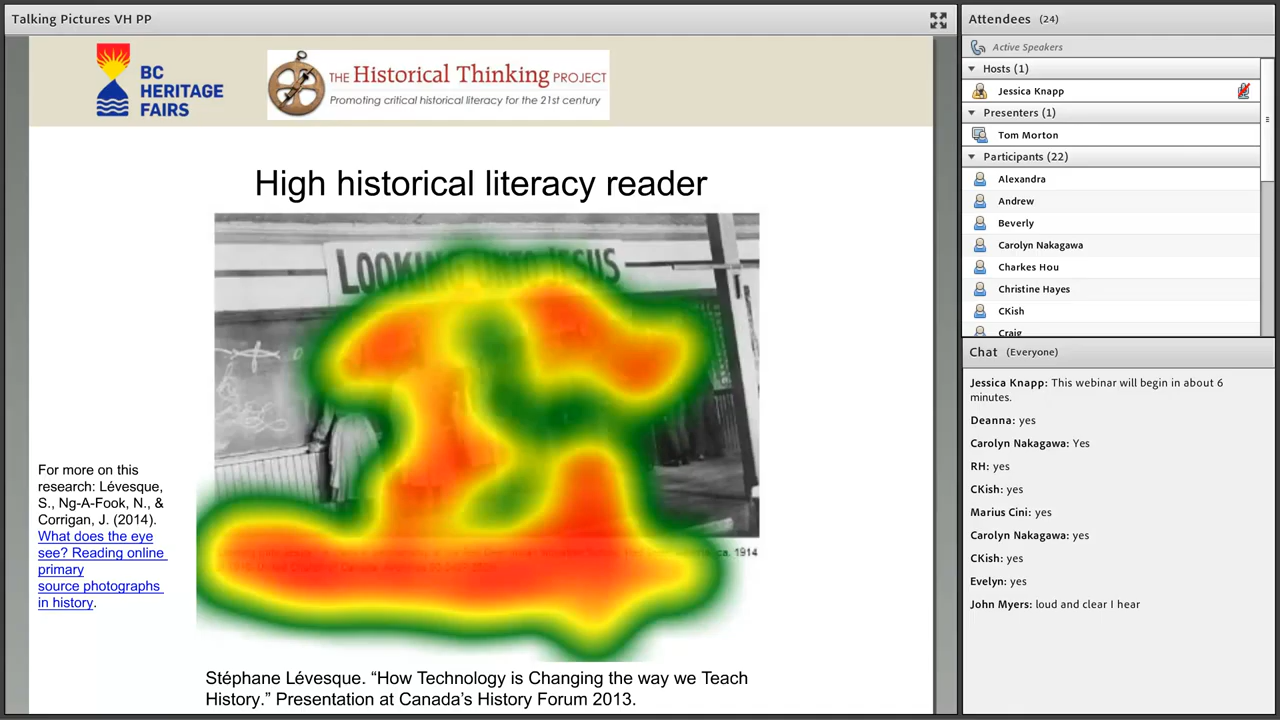 Talking Pictures VH PP
BC
HERITAGE
FAIRS
THE Historical Thinking PROJECT
Promoting critical historical literacy for the 21st century
High historical literacy reader
LOOKING UNTO JESUS
ca. 1914
For more on this
research: Lévesque,
S., Ng-A-Fook, N., &
Corrigan, J. (2014).
What does the eye
see? Reading online
primary
source photographs
in history.
Stéphane Lévesque. “How Technology is Changing the way we Teach
History.” Presentation at Canada’s History Forum 2013.
Attendees (24)
Active Speakers
Hosts (1)
Jessica Knapp
Presenters (1)
Tom Morton
Participants (22)
Alexandra
Andrew
Beverly
Carolyn Nakagawa
Charkes Hou
Christine Hayes
CKish
Craig
Chat (Everyone)
Jessica Knapp: This webinar will begin in about 6
minutes.
Deanna: yes
Carolyn Nakagawa: Yes
RH: yes
CKish: yes
Marius Cini: yes
Carolyn Nakagawa: yes
CKish: yes
Evelyn: yes
John Myers: loud and clear I hear